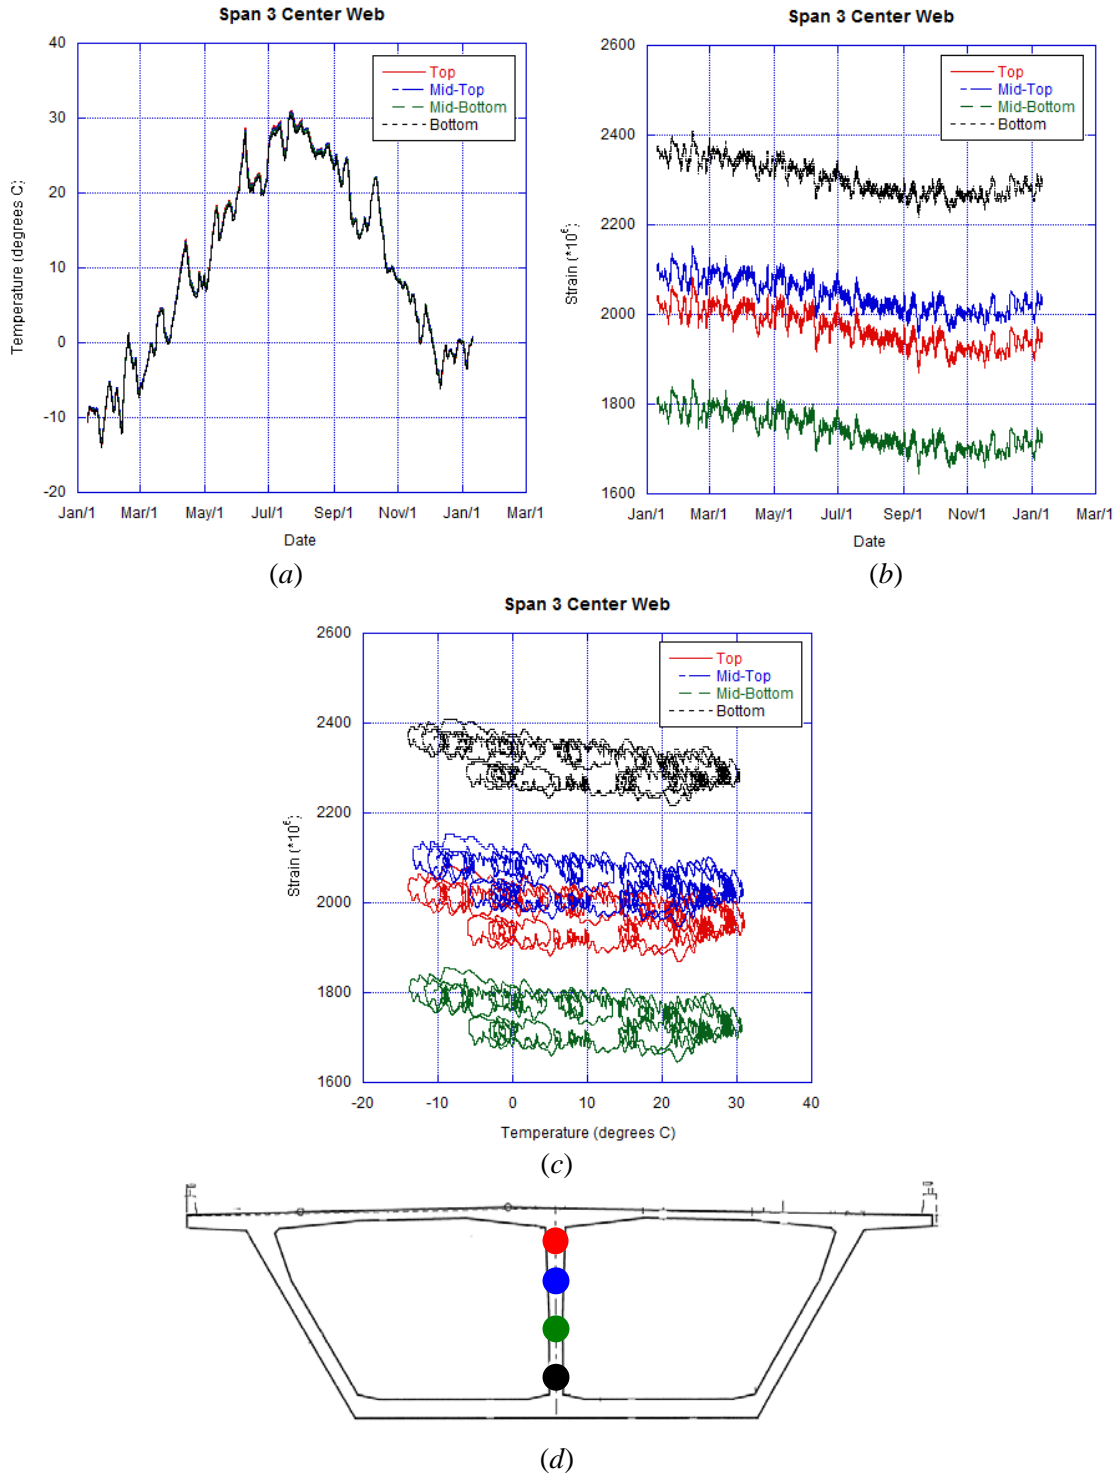 Span 3 Center Web
Span 3 Center Web
40
30
20
10
0
-10
-20
Temperature (degrees C)
Top
Mid-Top
Mid-Bottom
Bottom
Jan/1 Mar/1 May/1 Jul/1 Sep/1 Nov/1 Jan/1 Mar/1
Date
(a)
2600
2400
2200
2000
1800
1600
Strain (*10⁶)
Top
Mid-Top
Mid-Bottom
Bottom
Jan/1 Mar/1 May/1 Jul/1 Sep/1 Nov/1 Jan/1 Mar/1
Date
(b)
Span 3 Center Web
2600
2400
2200
2000
1800
1600
Strain (*10⁶)
Top
Mid-Top
Mid-Bottom
Bottom
-20 -10 0 10 20 30 40
Temperature (degrees C)
(c)
(d)